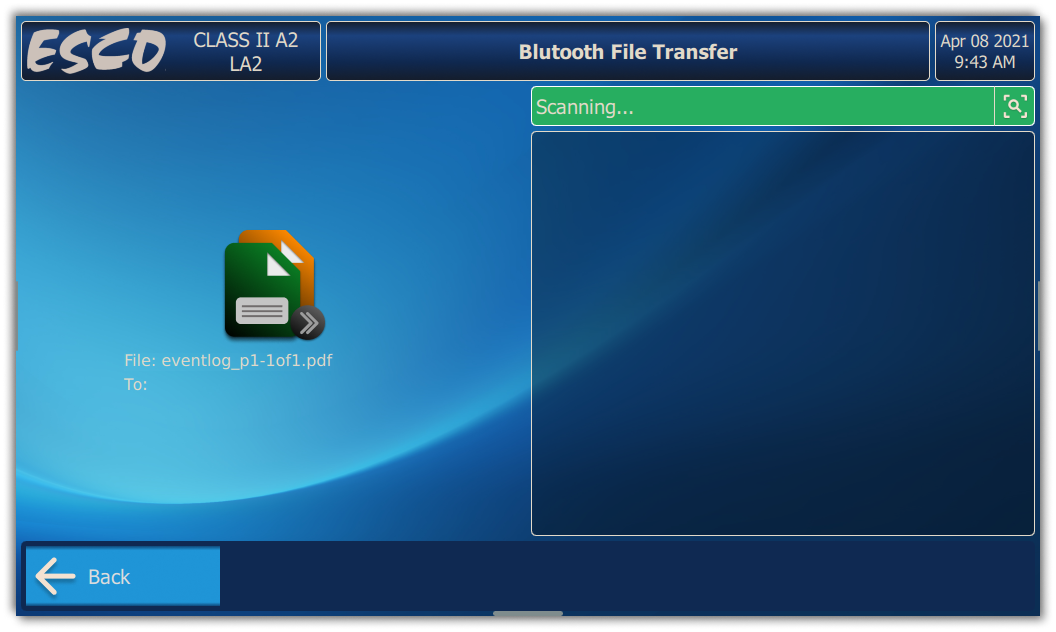 ESCO
CLASS II A2
LA2
Blutooth File Transfer
Apr 08 2021
9:43 AM
Scanning...
File: eventlog_p1-1of1.pdf
To:
Back